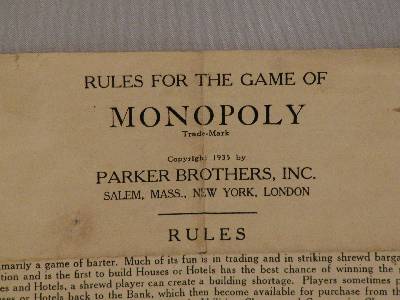 RULES FOR THE GAME OF
MONOPOLY
Trade-Mark
Copyright 1935 by
PARKER BROTHERS, INC.
SALEM, MASS., NEW YORK, LONDON
RULES
marily a game of barter. Much of its fun is in trading and in striking shrewd barga
tion and is the first to build Houses or Hotels has the best chance of winning the
es and Hotels, a shrewd player can create a building shortage. Players sometimes p
uses or Hotels back to the Bank, which then become available for purchase from th